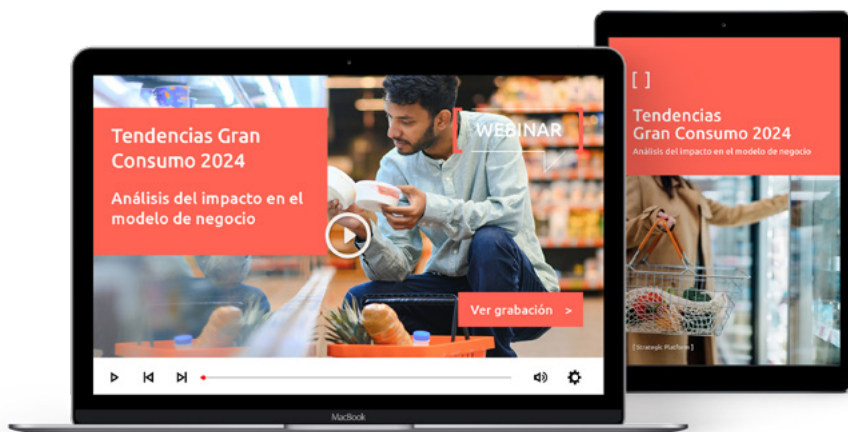 Tendencias Gran
Consumo 2024
Análisis del impacto en el
modelo de negocio
WEBINAR
Ver grabación >
MacBook
[ ]
Tendencias
Gran Consumo 2024
Análisis del impacto en el modelo de negocio
[ Strategic Platform ]